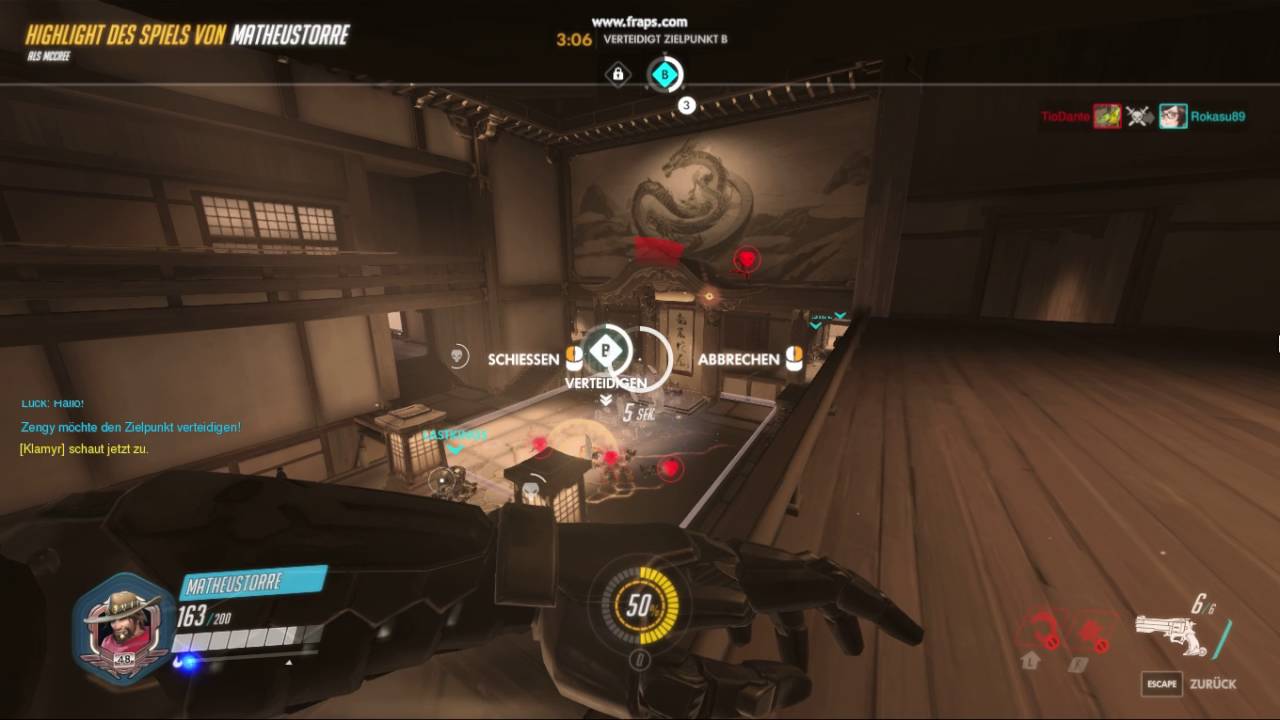 www.fraps.com
HIGHLIGHT DES SPIELS VON MATHEUSTORRE
ALS MCCREE
3:06 VERTEIDIGT ZIELPUNKT B
B
3
TioDante Rokasu89
SCHIESSEN B ABBRECHEN
VERTEIDIGEN
5 SEK.
Luck: Hallo!
Zengy möchte den Zielpunkt verteidigen!
[Klamyr] schaut jetzt zu.
MATHEUSTORRE
163/200
48
50%
Q
6/6
ESCAPE ZURÜCK